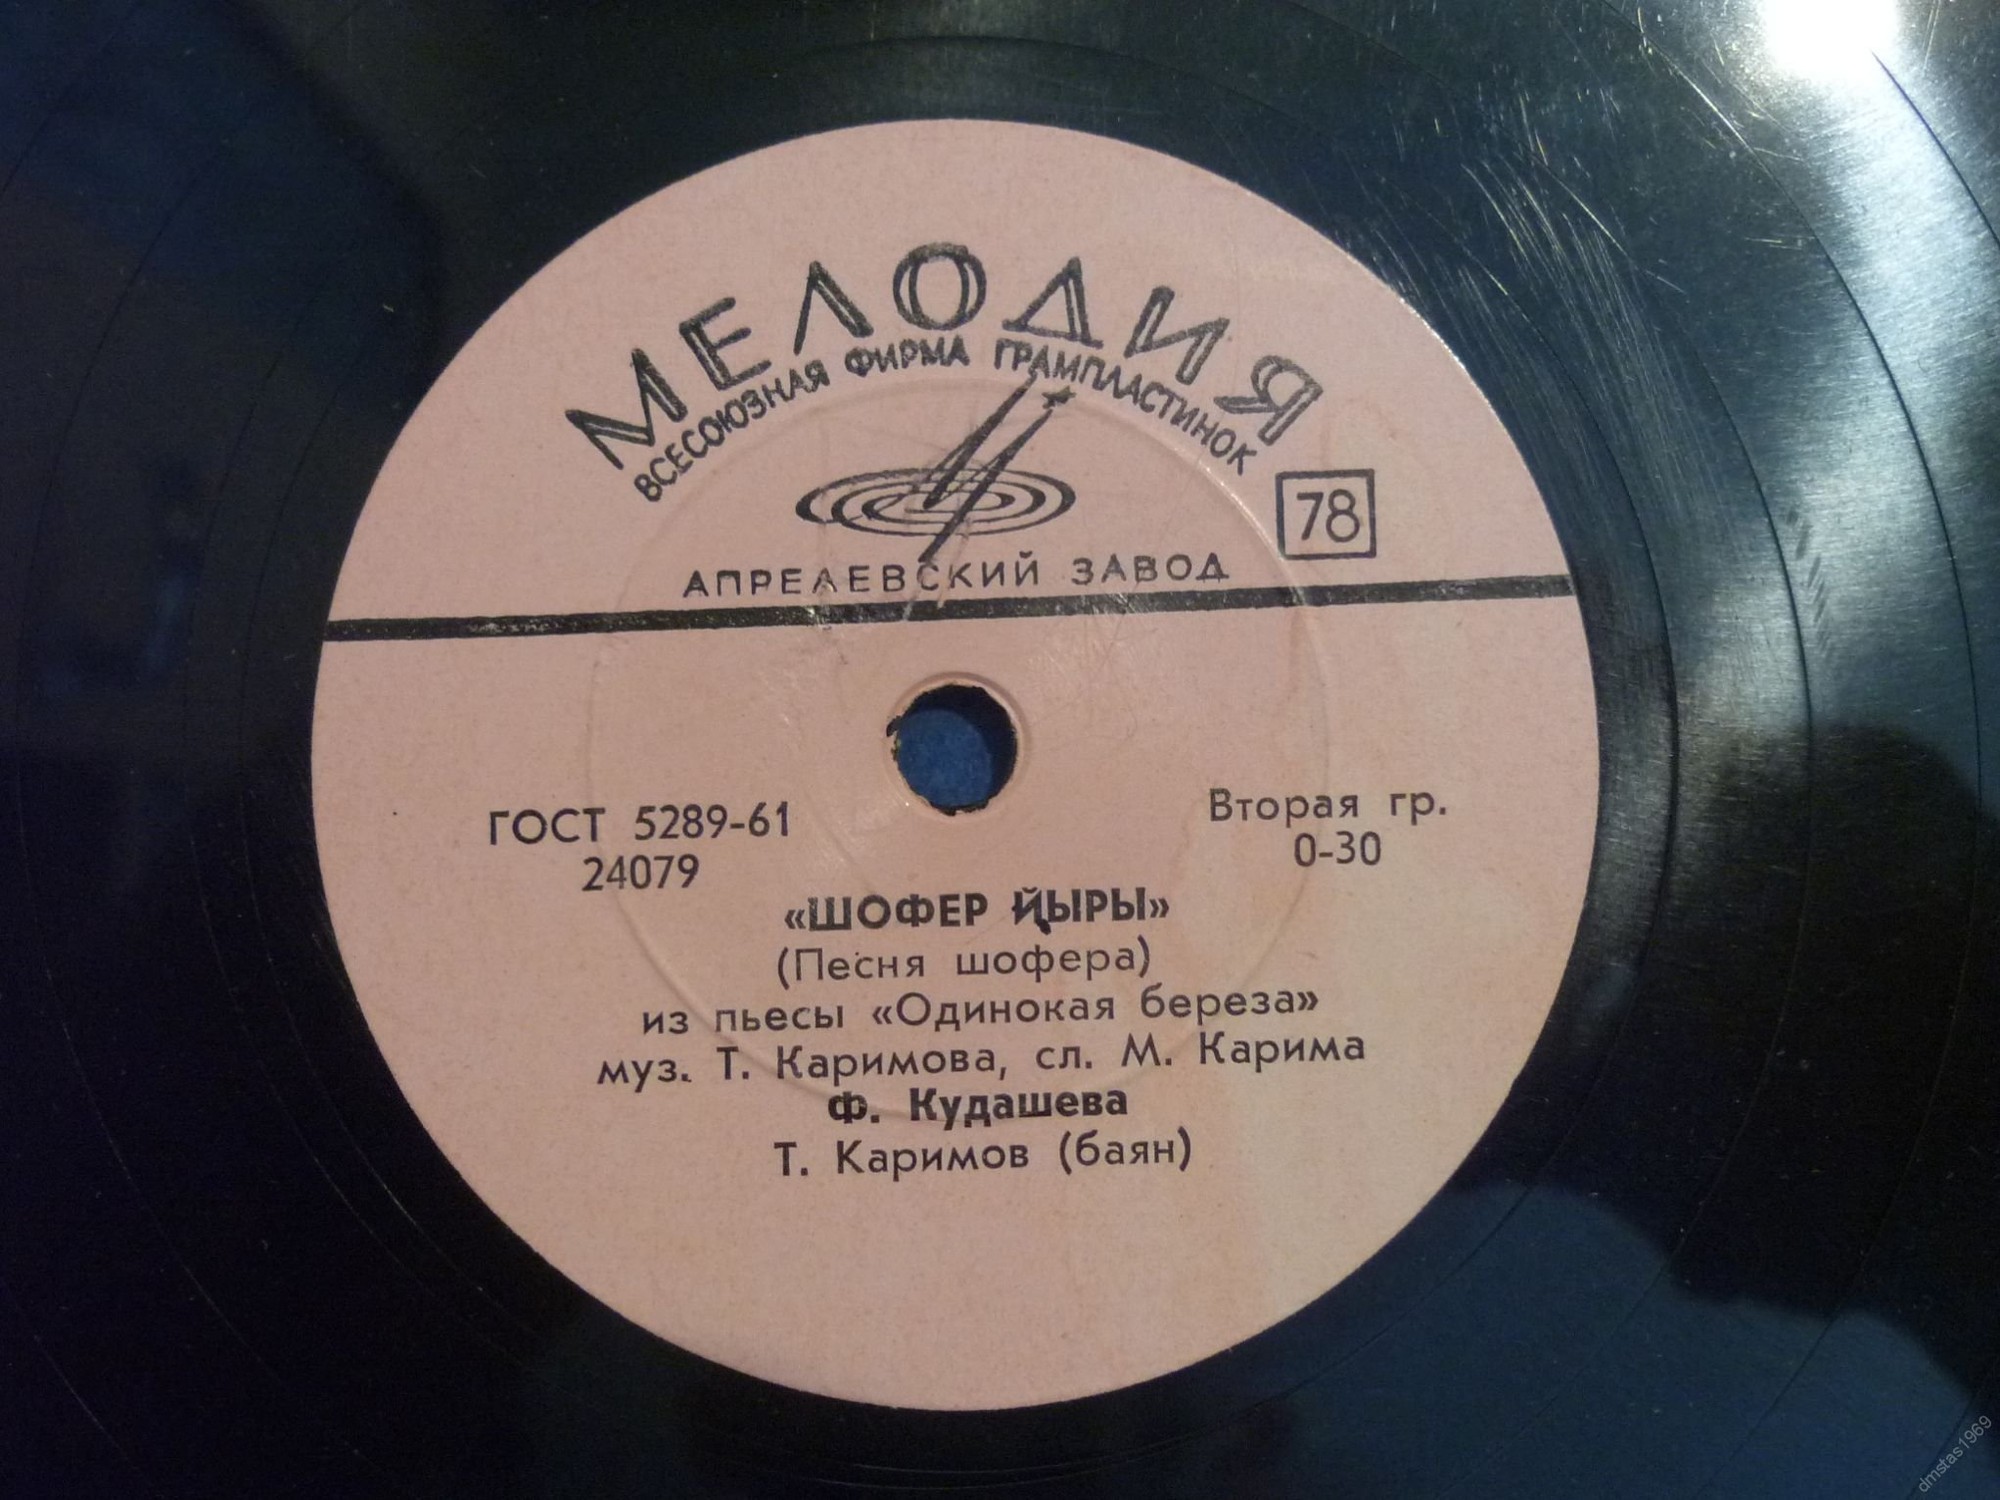 МЕЛОДИЯ
ВСЕСОЮЗНАЯ ФИРМА ГРАМПЛАСТИНОК
78
АПРЕЛЕВСКИЙ ЗАВОД
ГОСТ 5289-61
24079
Вторая гр.
0-30
«ШОФЕР ЙЫРЫ»
(Песня шофера)
из пьесы «Одинокая береза»
муз. Т. Каримова, сл. М. Карима
Ф. Кудашева
Т. Каримов (баян)
dmstas1969